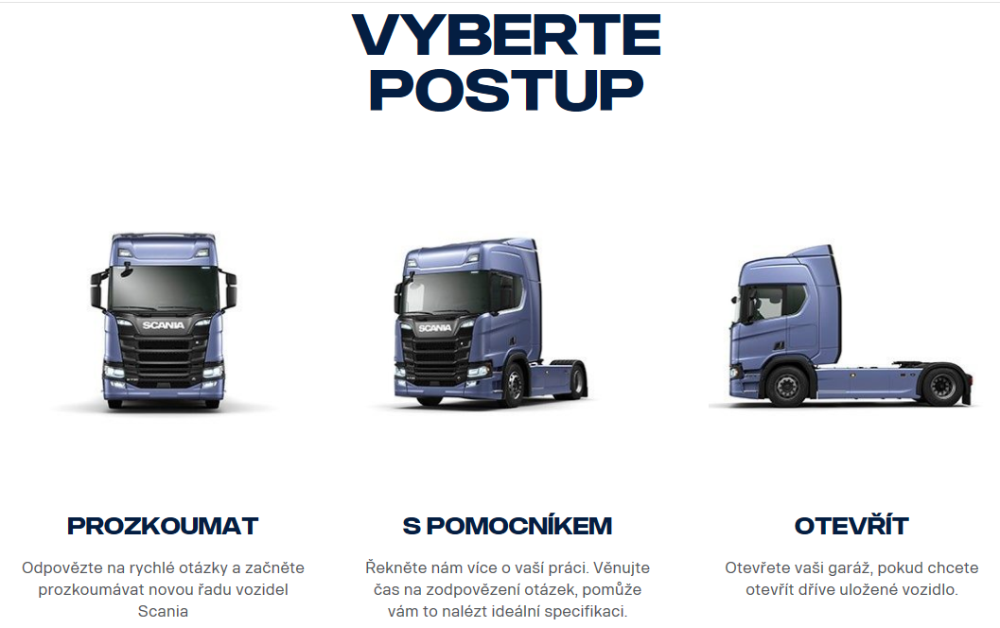 VYBERTE
POSTUP
SCANIA
SCANIA
PROZKOUMAT
Odpovězte na rychlé otázky a začněte
prozkoumávat novou řadu vozidel
Scania
S POMOCNÍKEM
Řekněte nám více o vaší práci. Věnujte
čas na zodpovězení otázek, pomůže
vám to nalézt ideální specifikaci.
OTEVŘÍT
Otevřete vaši garáž, pokud chcete
otevřít dříve uložené vozidlo.